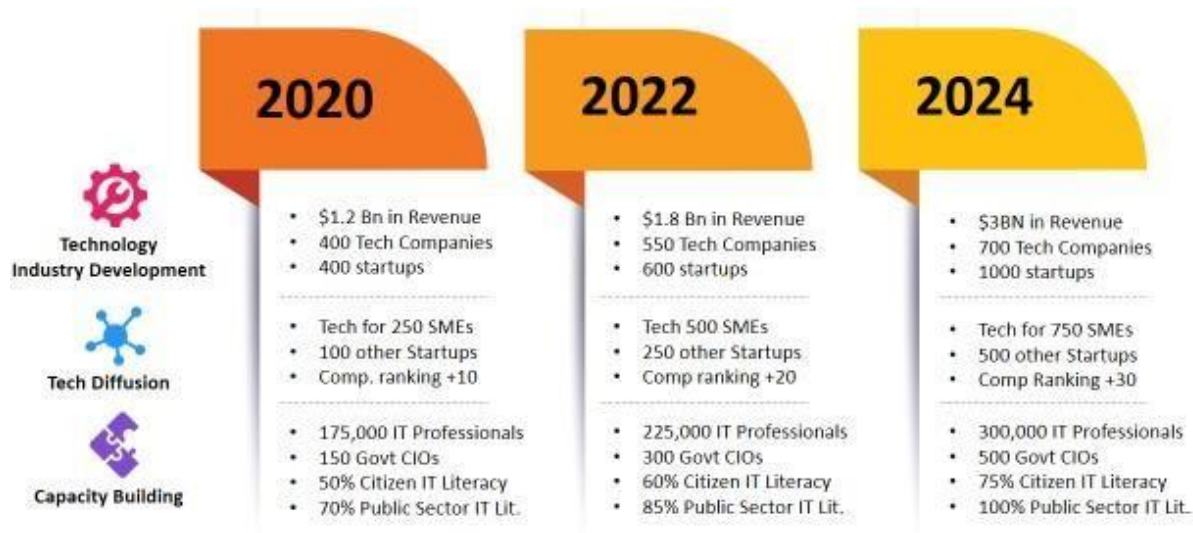 2020
2022
2024
Technology
Industry Development
• $1.2 Bn in Revenue
• 400 Tech Companies
• 400 startups
• $1.8 Bn in Revenue
• 550 Tech Companies
• 600 startups
• $3BN in Revenue
• 700 Tech Companies
• 1000 startups
Tech Diffusion
• Tech for 250 SMEs
• 100 other Startups
• Comp. ranking +10
• Tech 500 SMEs
• 250 other Startups
• Comp ranking +20
• Tech for 750 SMEs
• 500 other Startups
• Comp Ranking +30
Capacity Building
• 175,000 IT Professionals
• 150 Govt CIOs
• 50% Citizen IT Literacy
• 70% Public Sector IT Lit.
• 225,000 IT Professionals
• 300 Govt CIOs
• 60% Citizen IT Literacy
• 85% Public Sector IT Lit.
• 300,000 IT Professionals
• 500 Govt CIOs
• 75% Citizen IT Literacy
• 100% Public Sector IT Lit.